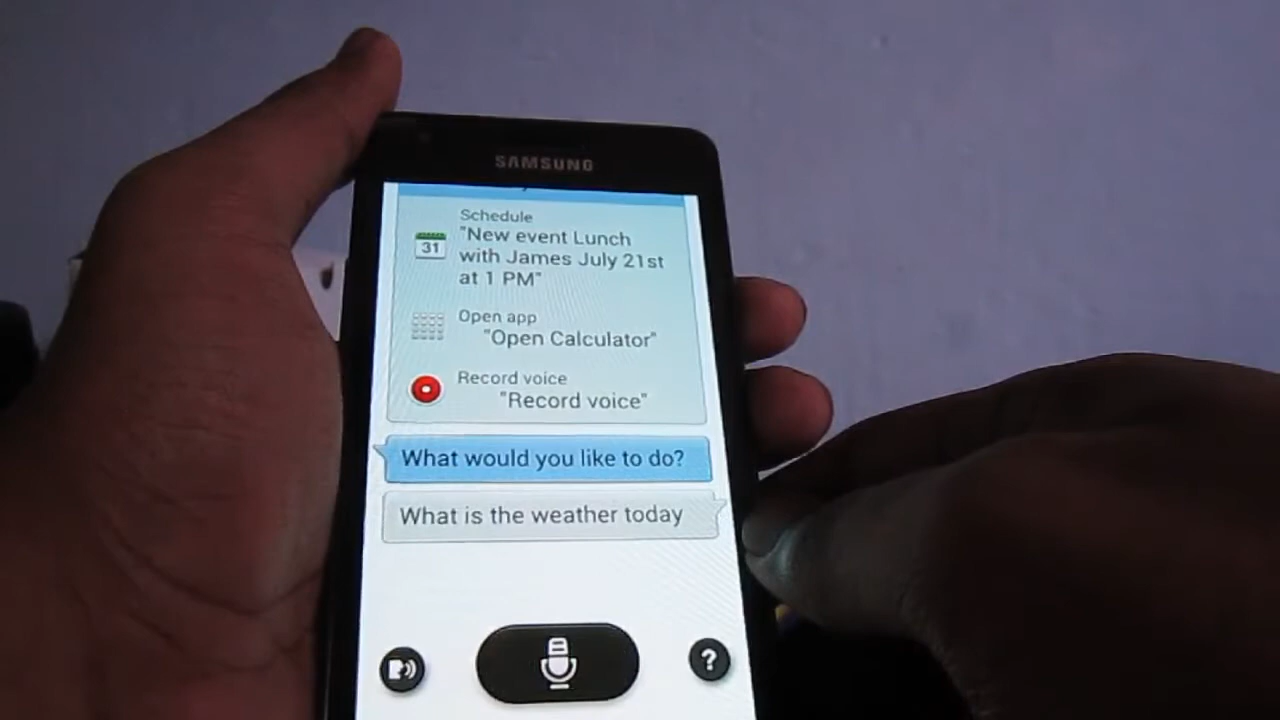 SAMSUNG
Schedule
"New event Lunch
with James July 21st
at 1 PM"
31
Open app
"Open Calculator"
Record voice
"Record voice"
What would you like to do?
What is the weather today
?